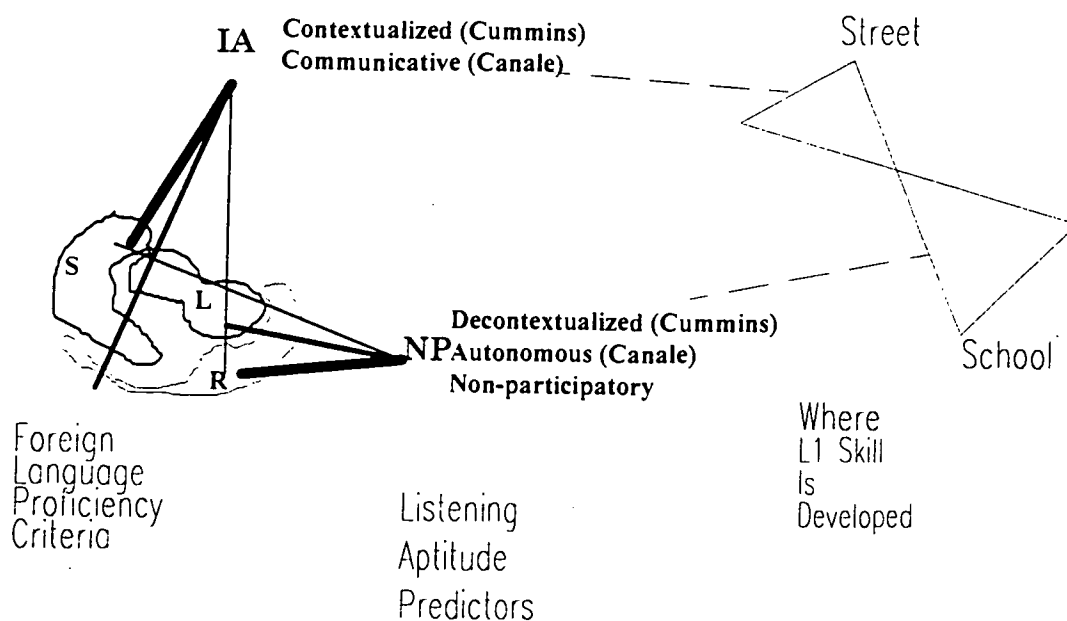 IA
Contextualized (Cummins)
Communicative (Canale)
Street
S
L
R
NP
Decontextualized (Cummins)
Autonomous (Canale)
Non-participatory
School
Foreign
Language
Proficiency
Criteria
Listening
Aptitude
Predictors
Where
L1 Skill
Is
Developed